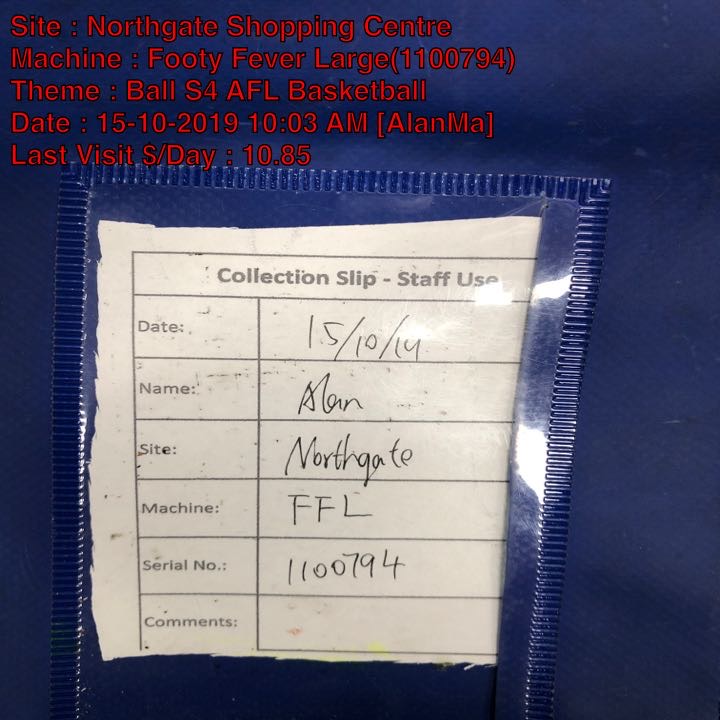 Site : Northgate Shopping Centre
Machine : Footy Fever Large(1100794)
Theme : Ball S4 AFL Basketball
Date : 15-10-2019 10:03 AM [AlanMa]
Last Visit $/Day : 10.85
Collection Slip - Staff Use
Date: 15/10/19
Name: Alan
Site: Northgate
Machine: FFL
Serial No.: 1100794
Comments: